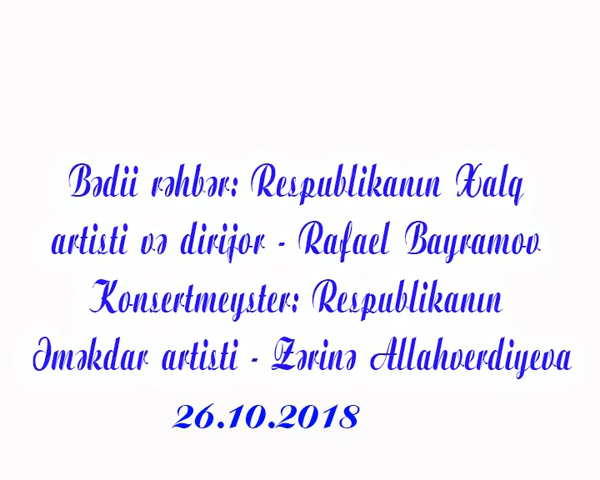 Bədii rəhbər: Respublikanın Xalq
artisti və dirijor - Rafael Bayramov
Konsertmeyster: Respublikanın
Əməkdar artisti - Zərinə Allahverdiyeva
26.10.2018